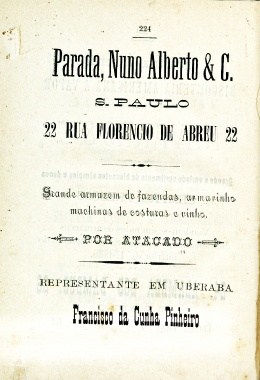 224
Parada, Nuno Alberto & C.
S. PAULO
22 RUA FLORENCIO DE ABREU 22
Grande armazem de fazendas, armarinho
machinas de costuras e vinho.
POR ATACADO
REPRESENTANTE EM UBERABA
Francisco da Cunha Pinheiro